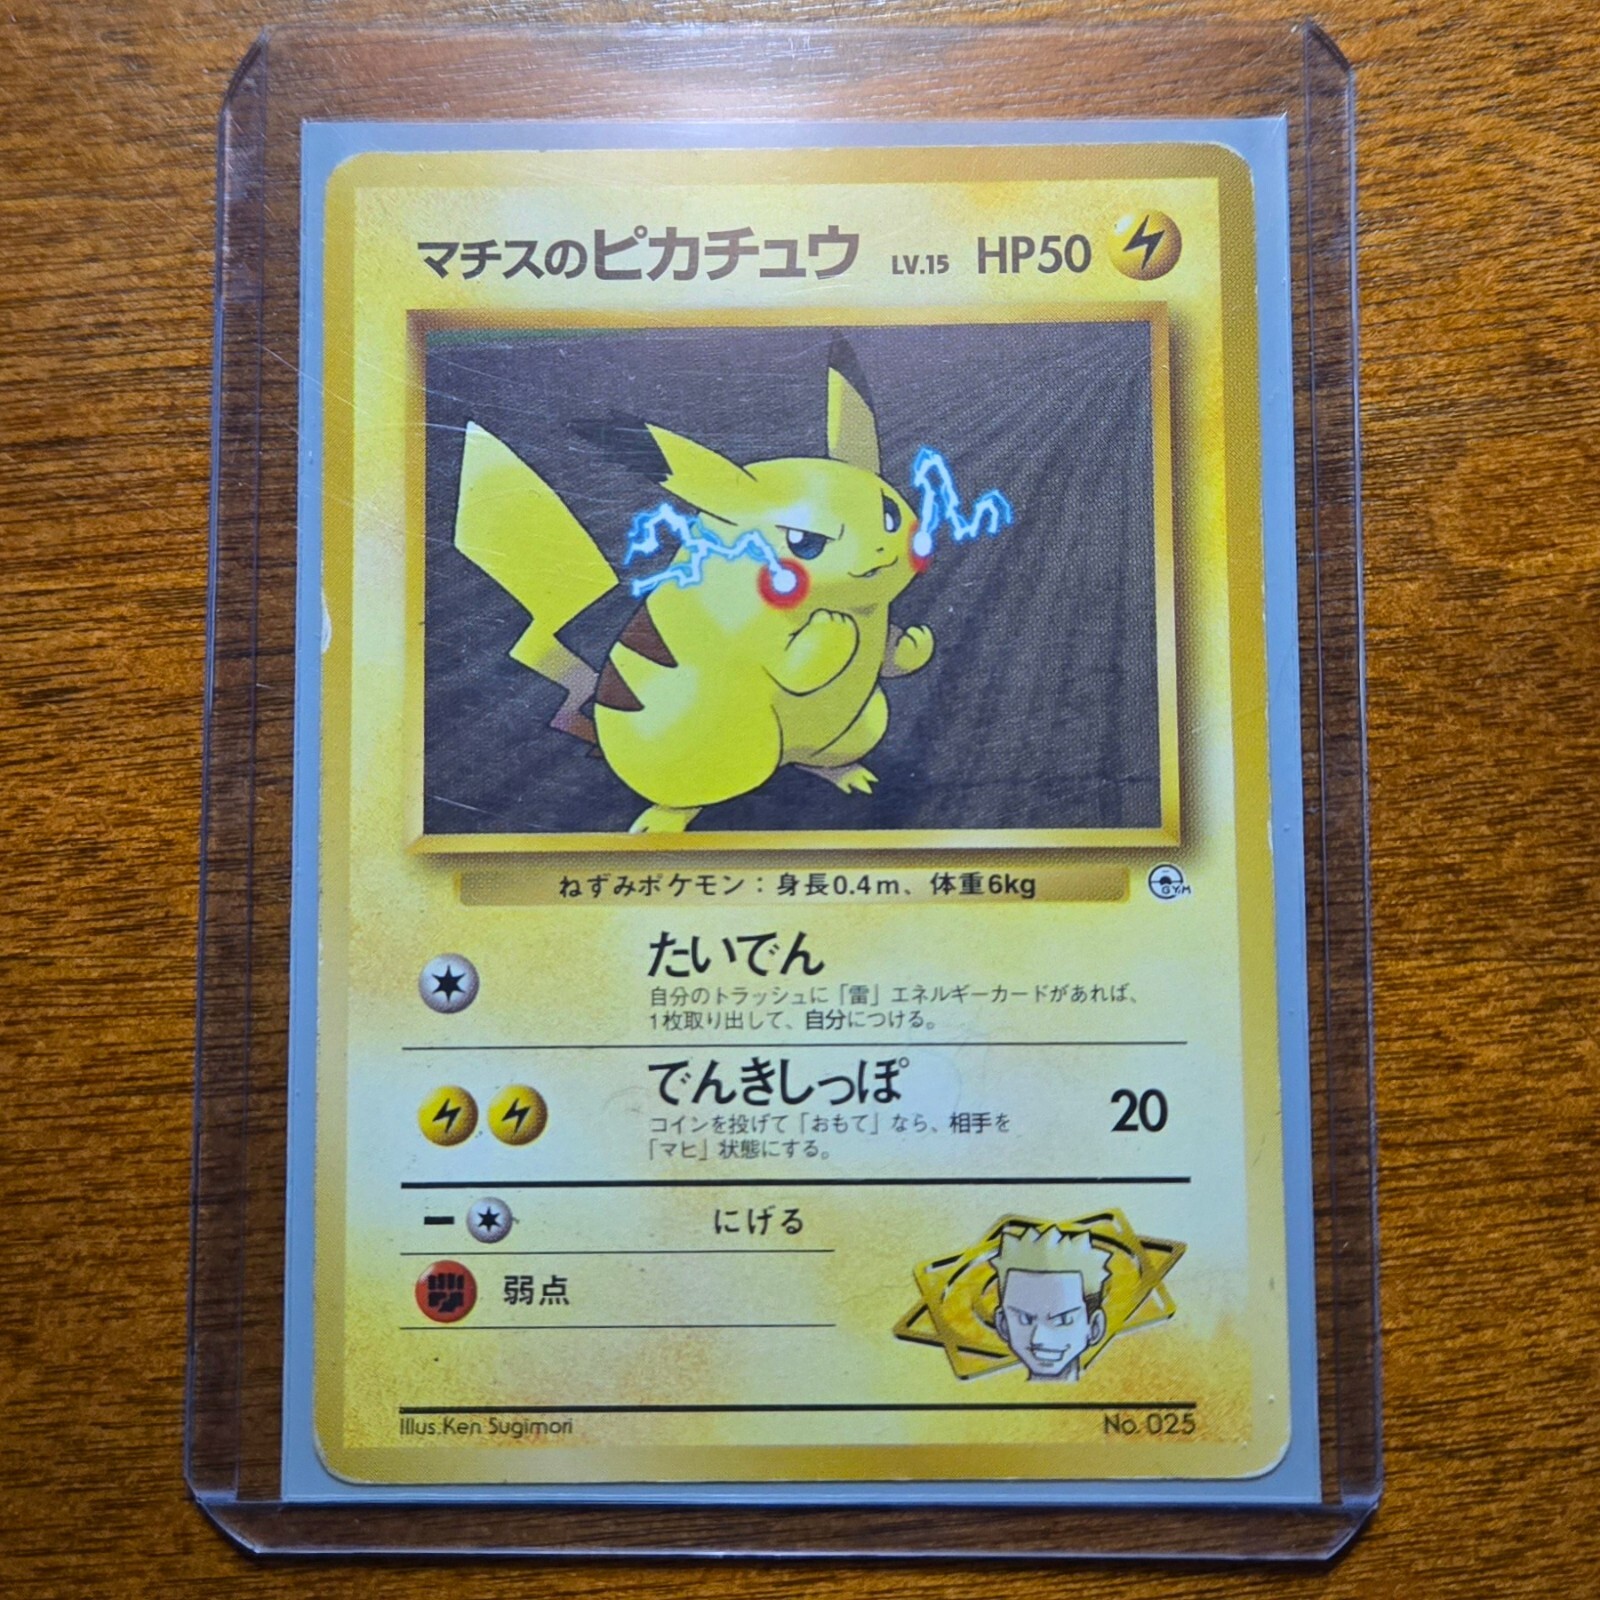 マチスのピカチュウ LV.15 HP50
ねずみポケモン：身長0.4m、体重6kg
GYM
たいでん
自分のトラッシュに「雷」エネルギーカードがあれば、
1枚取り出して、自分につける。
でんきしっぽ 20
コインを投げて「おもて」なら、相手を
「マヒ」状態にする。
ー にげる
弱点
Illus.Ken Sugimori No.025